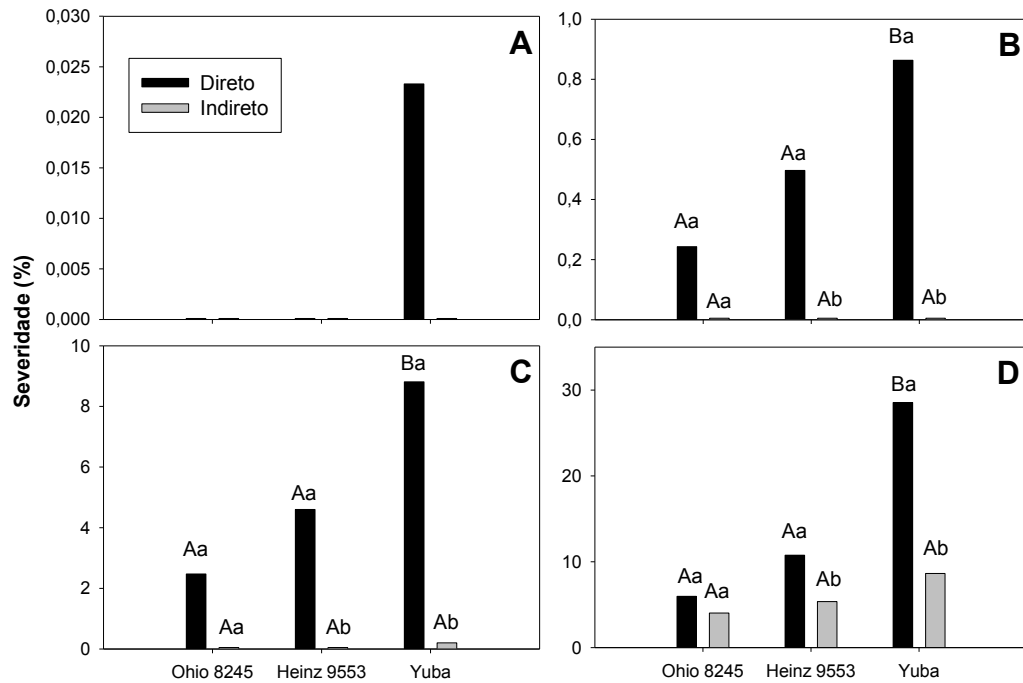 Severidade (%)
A
0,030
0,025
0,020
0,015
0,010
0,005
0,000
Direto
Indireto
B
1,0
0,8
0,6
0,4
0,2
0,0
Aa
Aa
Aa
Ab
Ba
Ab
C
10
8
6
4
2
0
Aa
Aa
Aa
Ab
Ba
Ab
Ohio 8245
Heinz 9553
Yuba
D
30
20
10
0
Aa
Aa
Aa
Ab
Ba
Ab
Ohio 8245
Heinz 9553
Yuba